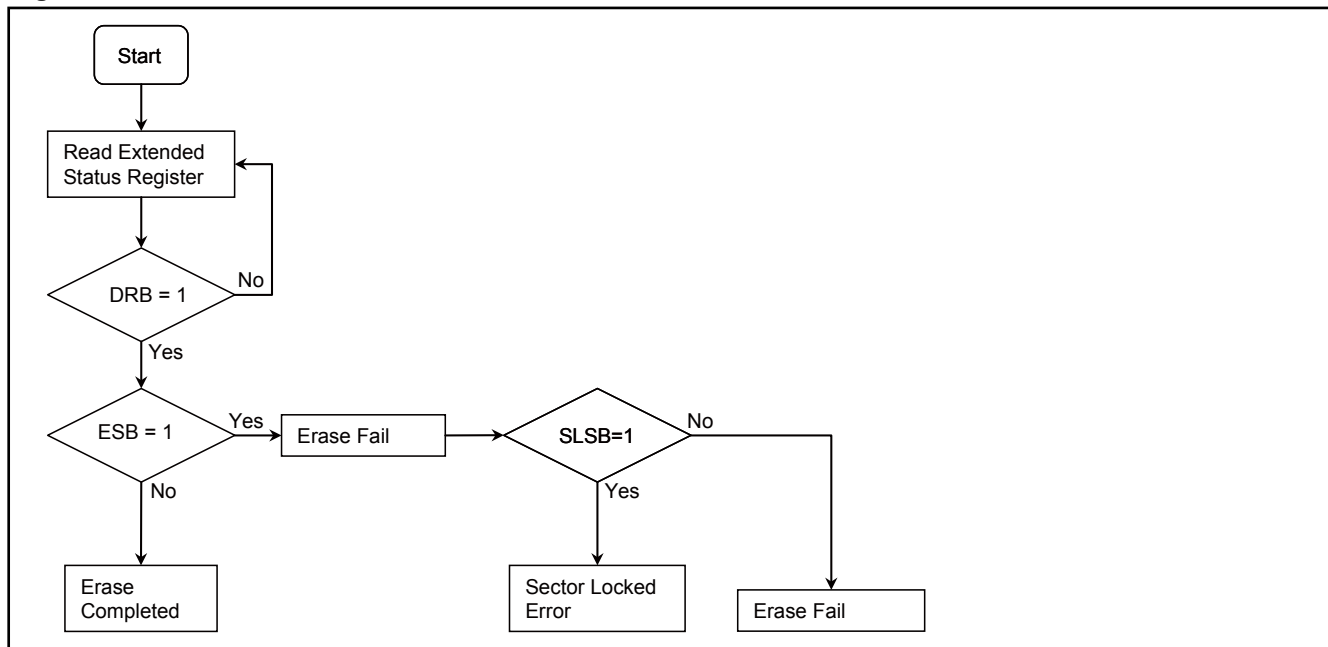 Start
Read Extended
Status Register
DRB = 1
No
Yes
ESB = 1
Yes
Erase Fail
SLSB=1
No
No
Yes
Erase
Completed
Sector Locked
Error
Erase Fail